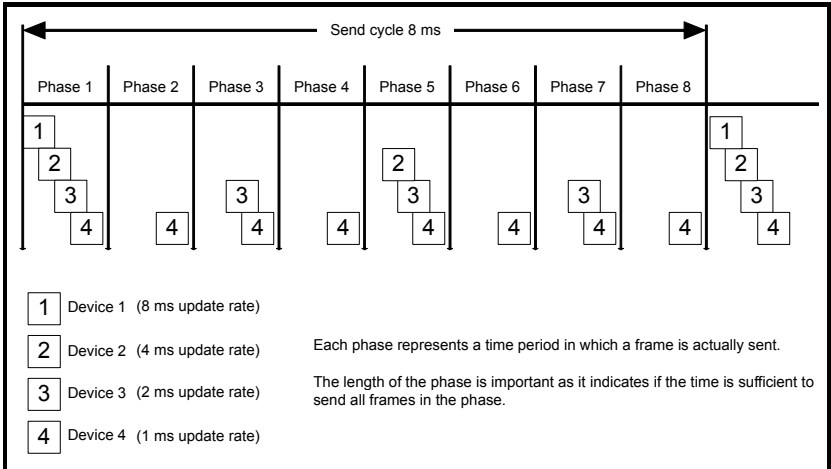 Send cycle 8 ms
Phase 1 Phase 2 Phase 3 Phase 4 Phase 5 Phase 6 Phase 7 Phase 8
1 1
2 2 2
3 3 3 3 3
4 4 4 4 4 4 4 4 4
1 Device 1 (8 ms update rate)
2 Device 2 (4 ms update rate)
3 Device 3 (2 ms update rate)
4 Device 4 (1 ms update rate)
Each phase represents a time period in which a frame is actually sent.
The length of the phase is important as it indicates if the time is sufficient to
send all frames in the phase.